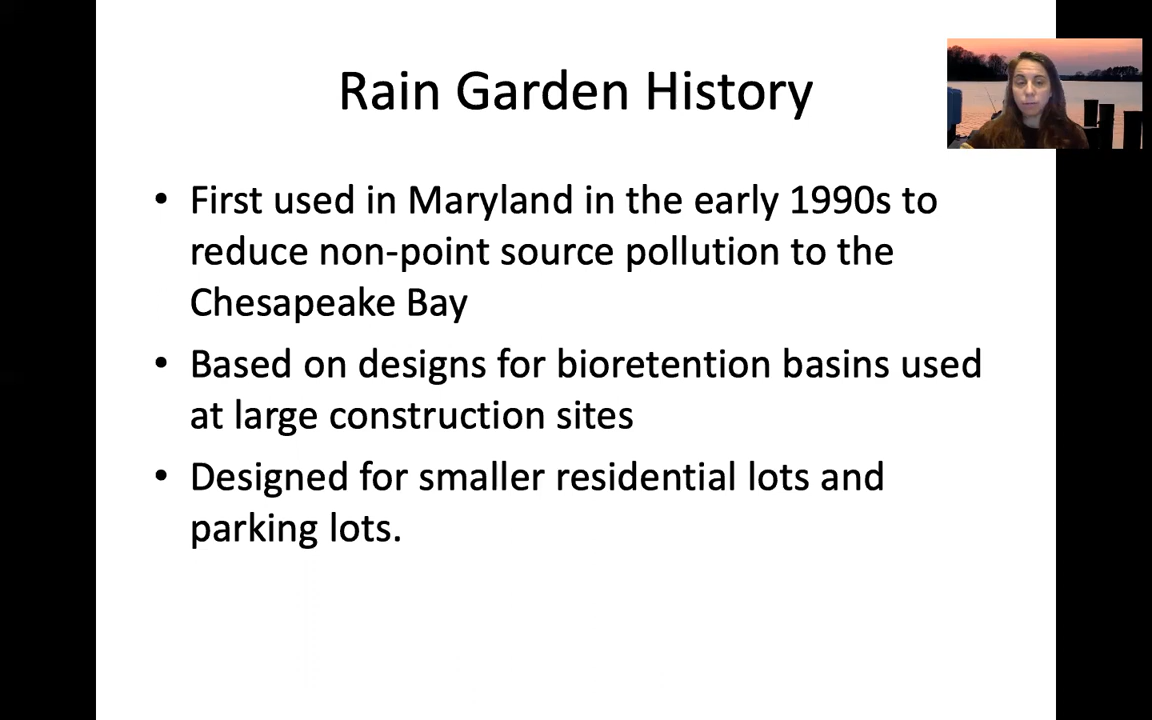 Rain Garden History
• First used in Maryland in the early 1990s to
reduce non-point source pollution to the
Chesapeake Bay
• Based on designs for bioretention basins used
at large construction sites
• Designed for smaller residential lots and
parking lots.